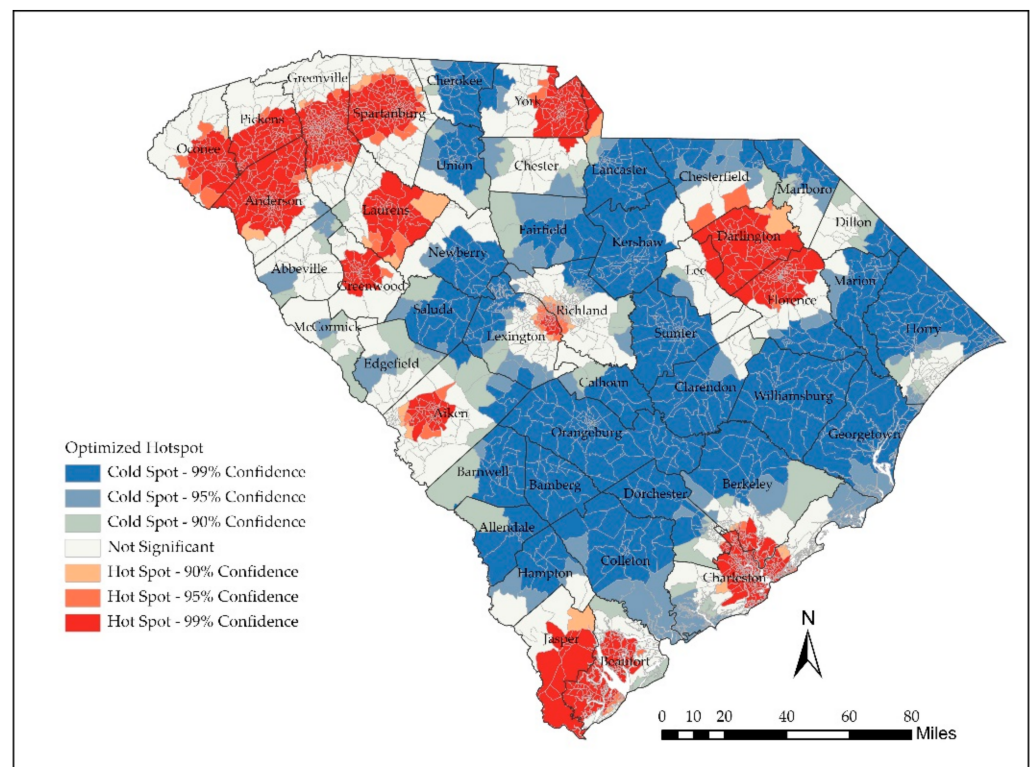 Greenville
Cherokee
York
Spartanburg
Pickens
Oconee
Union
Chester
Lancaster
Chesterfield
Marlboro
Anderson
Laurens
Dillon
Fairfield
Darlington
Kershaw
Newberry
Abbeville
Lee
Marion
Greenwood
Florence
Saluda
Richland
McCormick
Lexington
Sumter
Horry
Edgefield
Calhoun
Clarendon
Williamsburg
Aiken
Orangeburg
Georgetown
Optimized Hotspot
Cold Spot - 99% Confidence
Cold Spot - 95% Confidence
Cold Spot - 90% Confidence
Not Significant
Hot Spot - 90% Confidence
Hot Spot - 95% Confidence
Hot Spot - 99% Confidence
Barnwell
Bamberg
Dorchester
Berkeley
Allendale
Colleton
Hampton
Charleston
Jasper
Beaufort
N
0 10 20 40 60 80
Miles